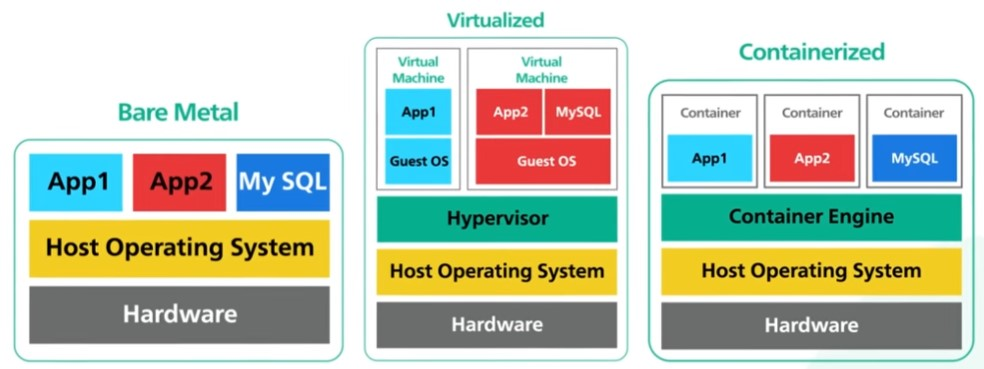 Bare Metal
App1
App2
My SQL
Host Operating System
Hardware
Virtualized
Virtual
Machine
App1
Guest OS
Virtual
Machine
App2
MySQL
Guest OS
Hypervisor
Host Operating System
Hardware
Containerized
Container
App1
Container
App2
Container
MySQL
Container Engine
Host Operating System
Hardware